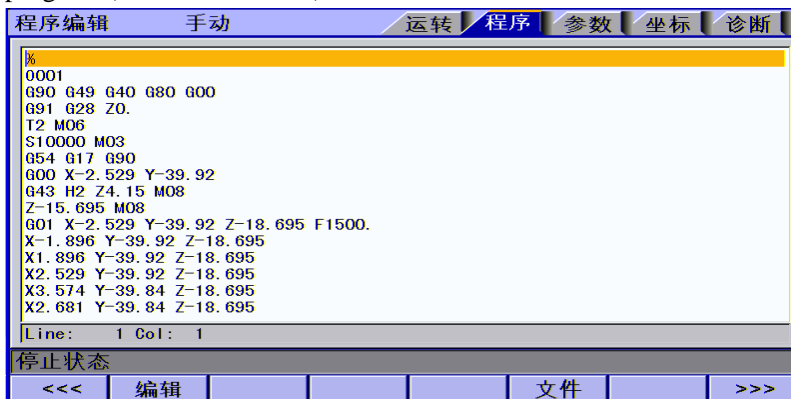 程序编辑 手动 运转 程序 参数 坐标 诊断
%
0001
G90 G49 G40 G80 G00
G91 G28 Z0.
T2 M06
S10000 M03
G54 G17 G90
G00 X-2.529 Y-39.92
G43 H2 Z4.15 M08
Z-15.695 M08
G01 X-2.529 Y-39.92 Z-18.695 F1500.
X-1.896 Y-39.92 Z-18.695
X1.896 Y-39.92 Z-18.695
X2.529 Y-39.92 Z-18.695
X3.574 Y-39.84 Z-18.695
X2.681 Y-39.84 Z-18.695
Line: 1 Col: 1
停止状态
<<< 编辑 文件 >>>